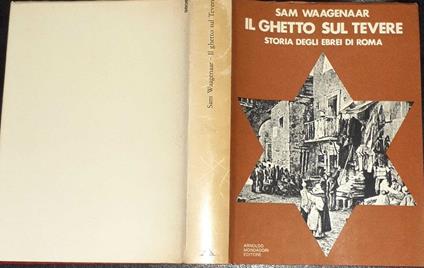 Sam Waagenaar - Il ghetto sul Tevere
SAM WAAGENAAR
IL GHETTO SUL TEVERE
STORIA DEGLI EBREI DI ROMA
ARNOLDO
MONDADORI
EDITORE